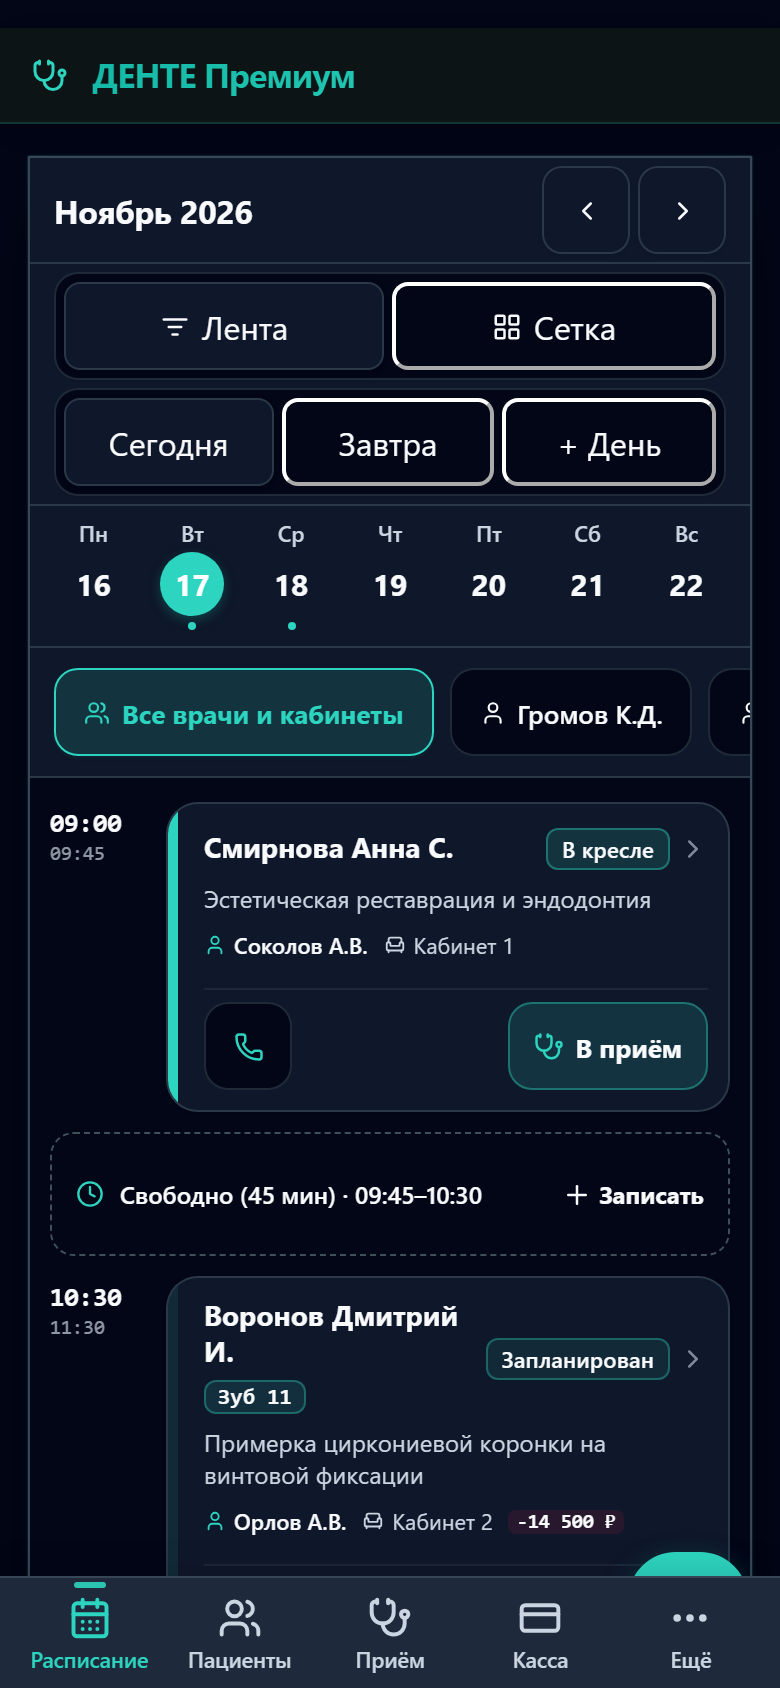 ДЕНТЕ Премиум
Ноябрь 2026
Лента
Сетка
Сегодня
Завтра
+ День
Пн Вт Ср Чт Пт Сб Вс
16 17 18 19 20 21 22
Все врачи и кабинеты
Громов К.Д.
09:00
09:45
Смирнова Анна С.
В кресле
Эстетическая реставрация и эндодонтия
Соколов А.В. Кабинет 1
В приём
Свободно (45 мин) · 09:45–10:30
+ Записать
10:30
11:30
Воронов Дмитрий
И.
Запланирован
Зуб 11
Примерка циркониевой коронки на
винтовой фиксации
Орлов А.В. Кабинет 2 -14 500 ₽
Расписание Пациенты Приём Касса Ещё